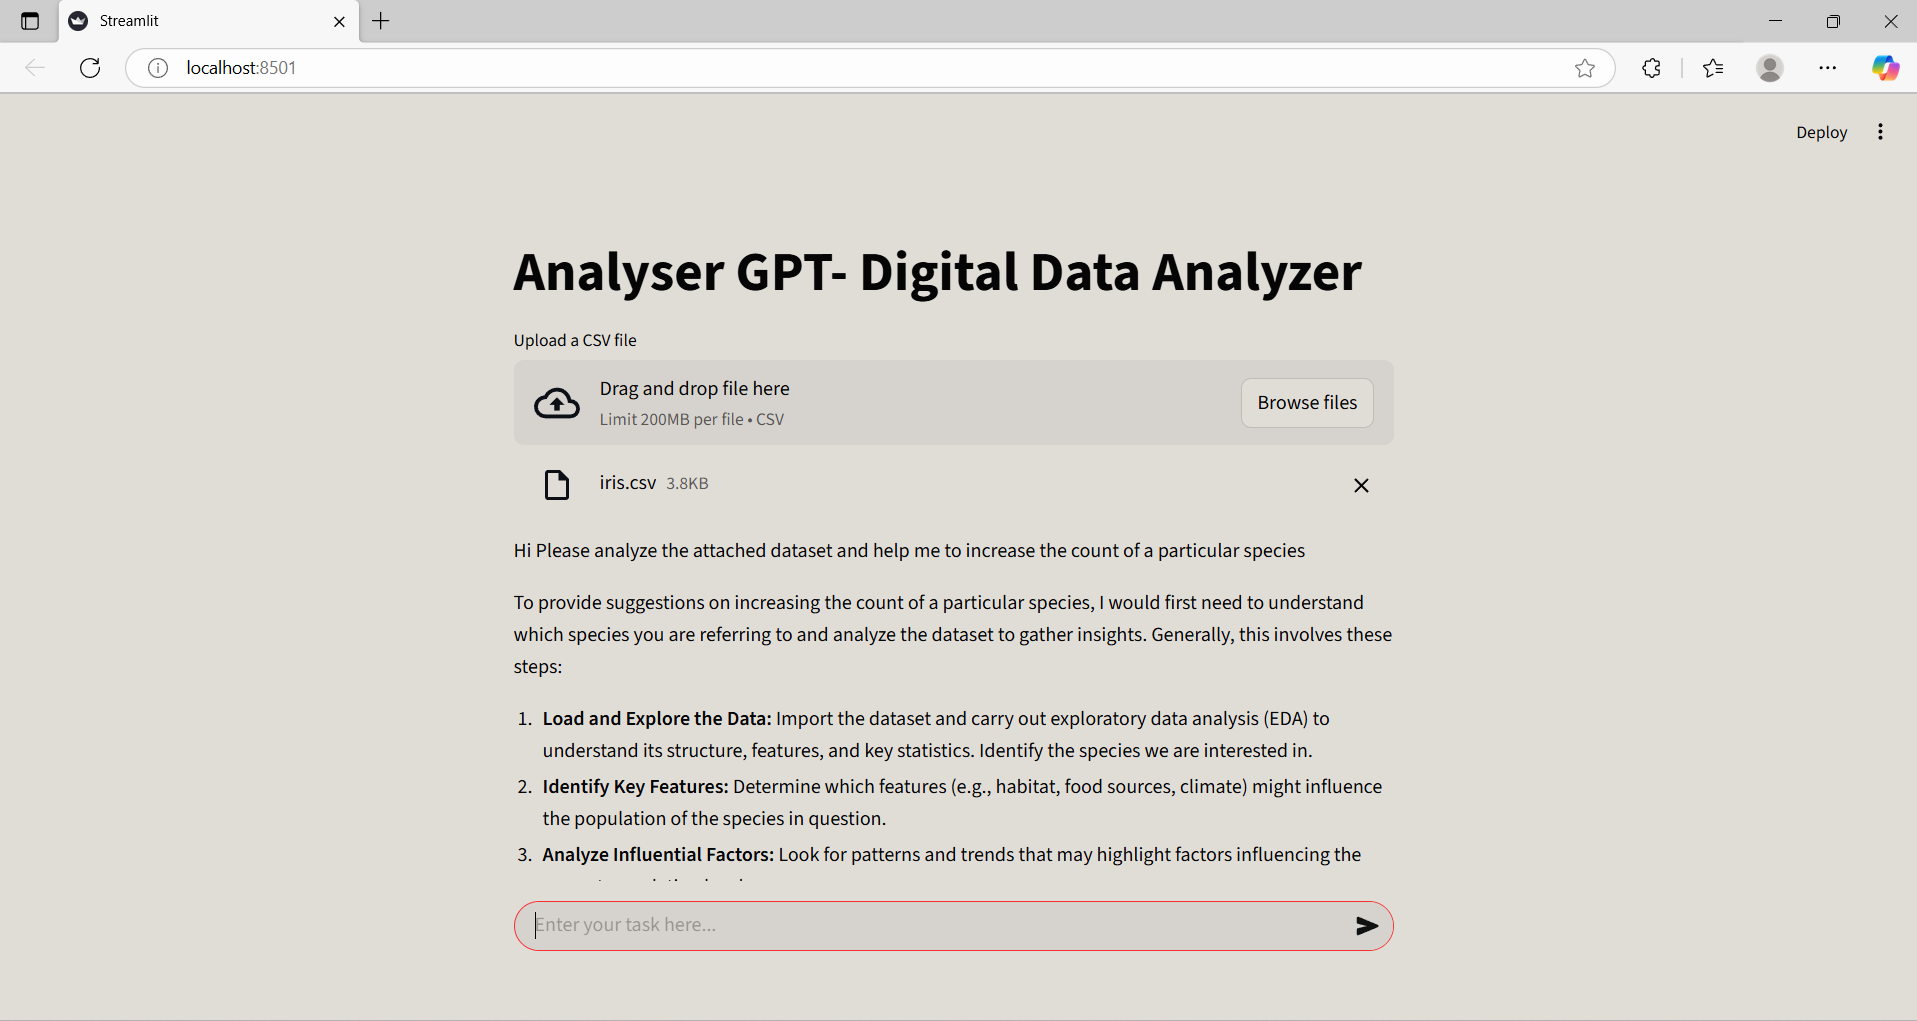 Streamlit
localhost:8501
Deploy
Analyser GPT- Digital Data Analyzer
Upload a CSV file
Drag and drop file here
Limit 200MB per file • CSV
Browse files
iris.csv 3.8KB
Hi Please analyze the attached dataset and help me to increase the count of a particular species
To provide suggestions on increasing the count of a particular species, I would first need to understand
which species you are referring to and analyze the dataset to gather insights. Generally, this involves these
steps:
1. Load and Explore the Data: Import the dataset and carry out exploratory data analysis (EDA) to
understand its structure, features, and key statistics. Identify the species we are interested in.
2. Identify Key Features: Determine which features (e.g., habitat, food sources, climate) might influence
the population of the species in question.
3. Analyze Influential Factors: Look for patterns and trends that may highlight factors influencing the
Enter your task here...